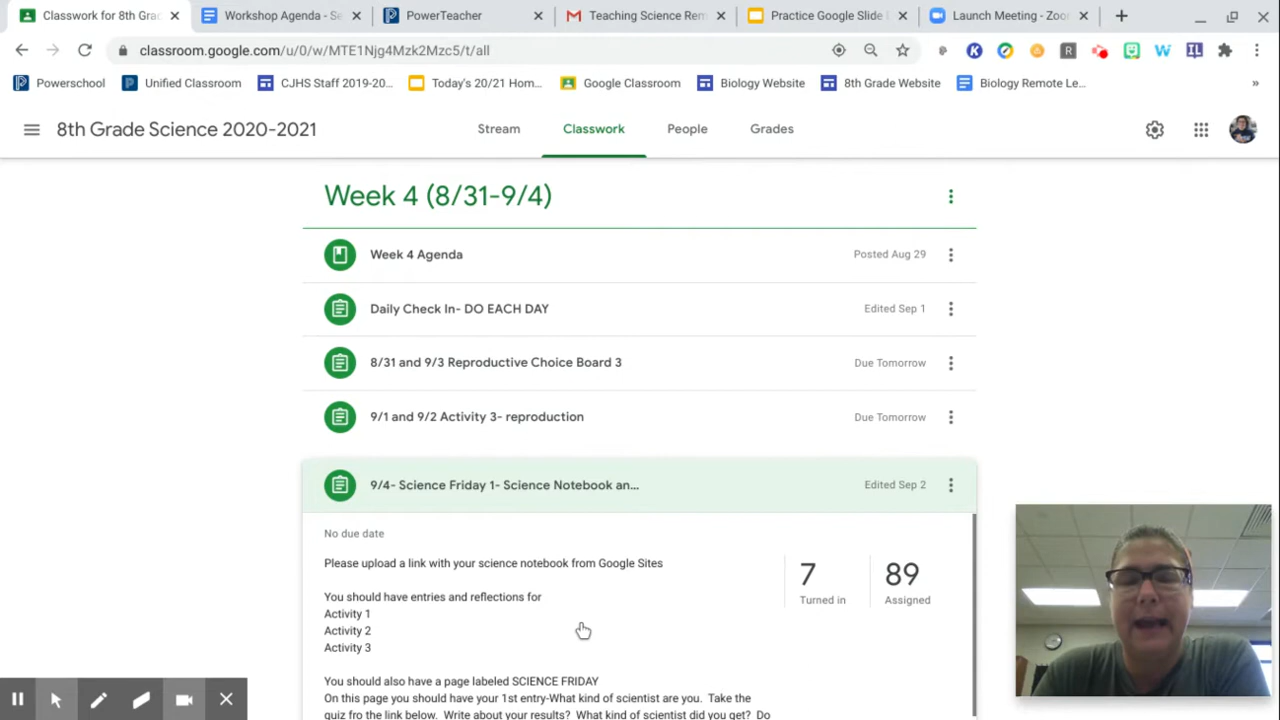 Classroom for 8th Grad
Workshop Agenda - Se
PowerTeacher
Teaching Science Rem
Practice Google Slide
Launch Meeting - Zoo
classroom.google.com/u/0/w/MTE1Njg4Mzk2Mzc5/t/all
Powerschool
Unified Classroom
CJHS Staff 2019-20...
Today's 20/21 Hom...
Google Classroom
Biology Website
8th Grade Website
Biology Remote Le...
8th Grade Science 2020-2021
Stream
Classwork
People
Grades
Week 4 (8/31-9/4)
Week 4 Agenda
Posted Aug 29
Daily Check In- DO EACH DAY
Edited Sep 1
8/31 and 9/3 Reproductive Choice Board 3
Due Tomorrow
9/1 and 9/2 Activity 3- reproduction
Due Tomorrow
9/4- Science Friday 1- Science Notebook an...
Edited Sep 2
No due date
Please upload a link with your science notebook from Google Sites
7
Turned in
89
Assigned
You should have entries and reflections for
Activity 1
Activity 2
Activity 3
You should also have a page labeled SCIENCE FRIDAY
On this page you should have your 1st entry-What kind of scientist are you. Take the
quiz fro the link below. Write about your results? What kind of scientist did you get? Do